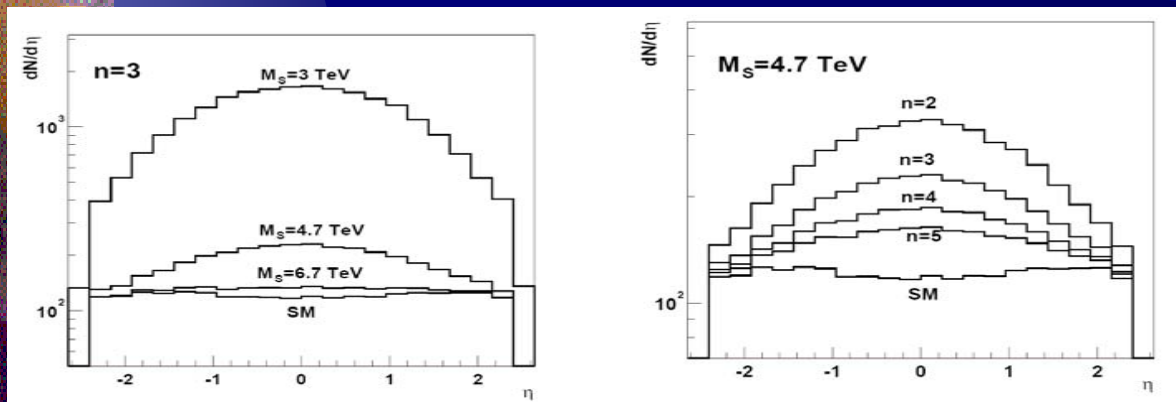 dN/dη
n=3
M_S=3 TeV
10³
M_S=4.7 TeV
M_S=6.7 TeV
10²
SM
-2 -1 0 1 2
η
dN/dη
M_S=4.7 TeV
n=2
n=3
n=4
n=5
10²
SM
-2 -1 0 1 2
η